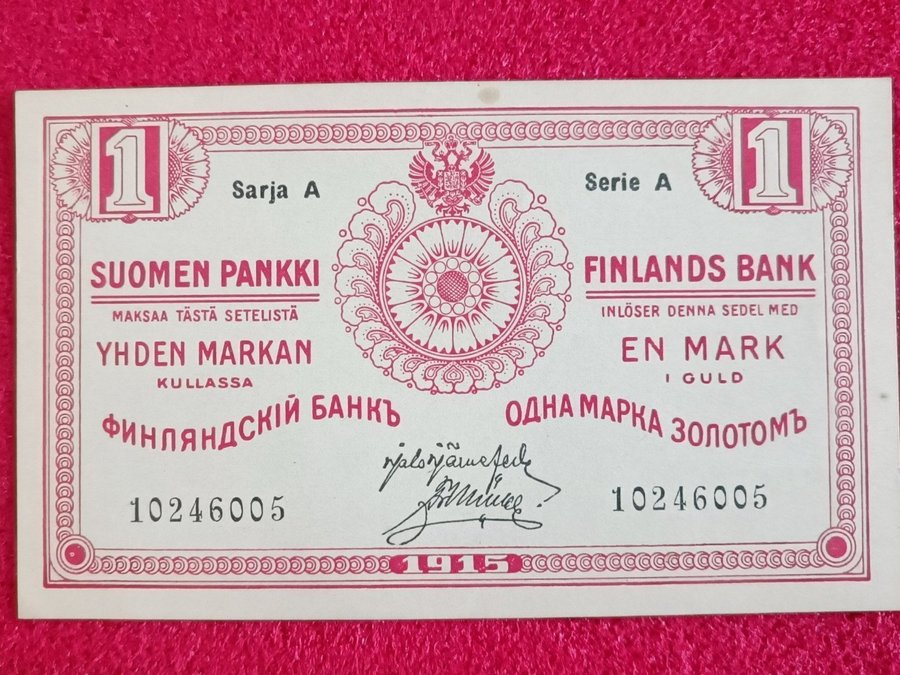 1
1
Sarja A
Serie A
SUOMEN PANKKI
MAKSAA TÄSTÄ SETELISTÄ
YHDEN MARKAN
KULLASSA
FINLANDS BANK
INLÖSER DENNA SEDEL MED
EN MARK
I GULD
ФИНЛЯНДСКІЙ БАНКЪ
ОДНА МАРКА ЗОЛОТОМЪ
10246005
10246005
1915